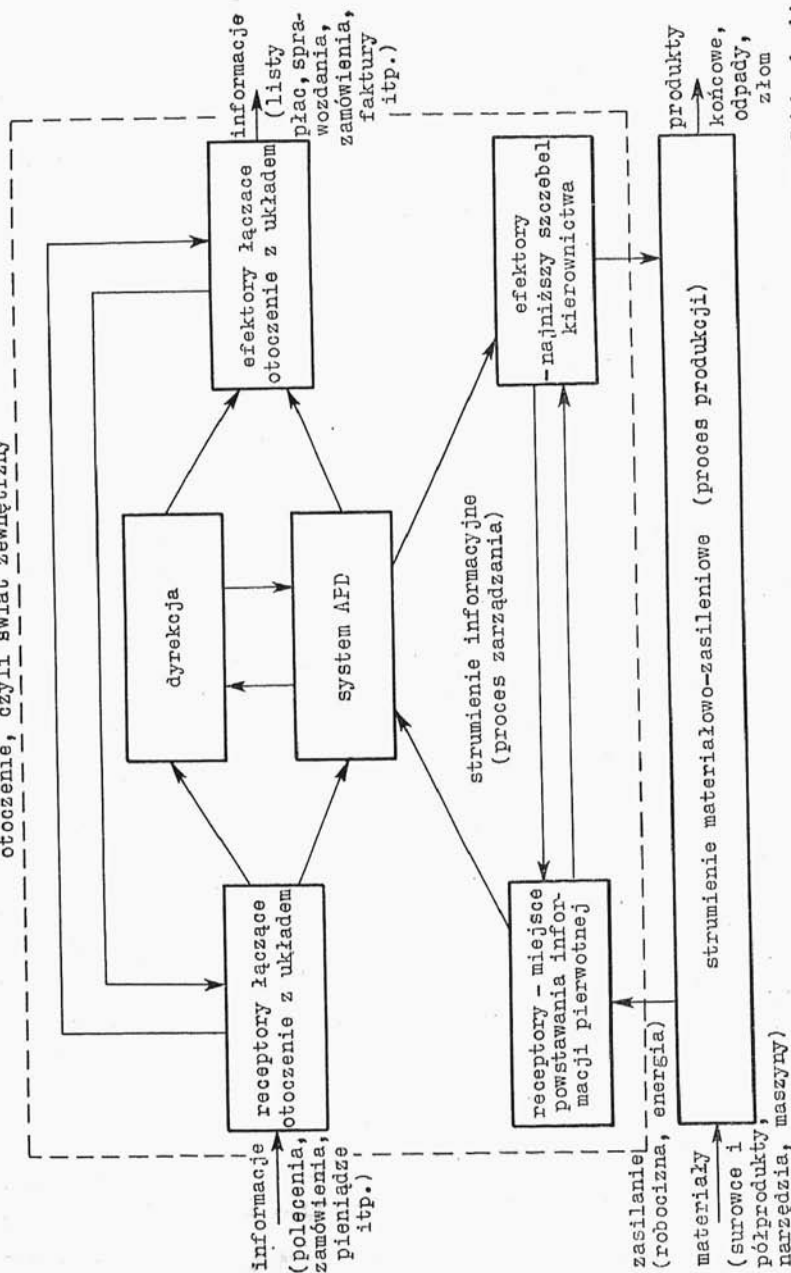 otoczenie, czyli świat zewnętrzny
informacje
(polecenia,
zamówienia,
pieniądze
itp.)
receptory łączące
otoczenie z układem
dyrekcja
system APD
efektory łączace
otoczenie z układem
informacje
(listy
płac, spra-
wozdania,
zamówienia,
faktury
itp.)
strumienie informacyjne
(proces zarządzania)
receptory – miejsce
powstawania infor-
macji pierwotnej
efektory
-najniższy szczebel
kierownictwa
zasilanie
(robocizna, energia)
materiały
(surowce i
półprodukty,
narzędzia, maszyny)
strumienie materiałowo-zasileniowe (proces produkcji)
produkty
końcowe,
odpady,
złom